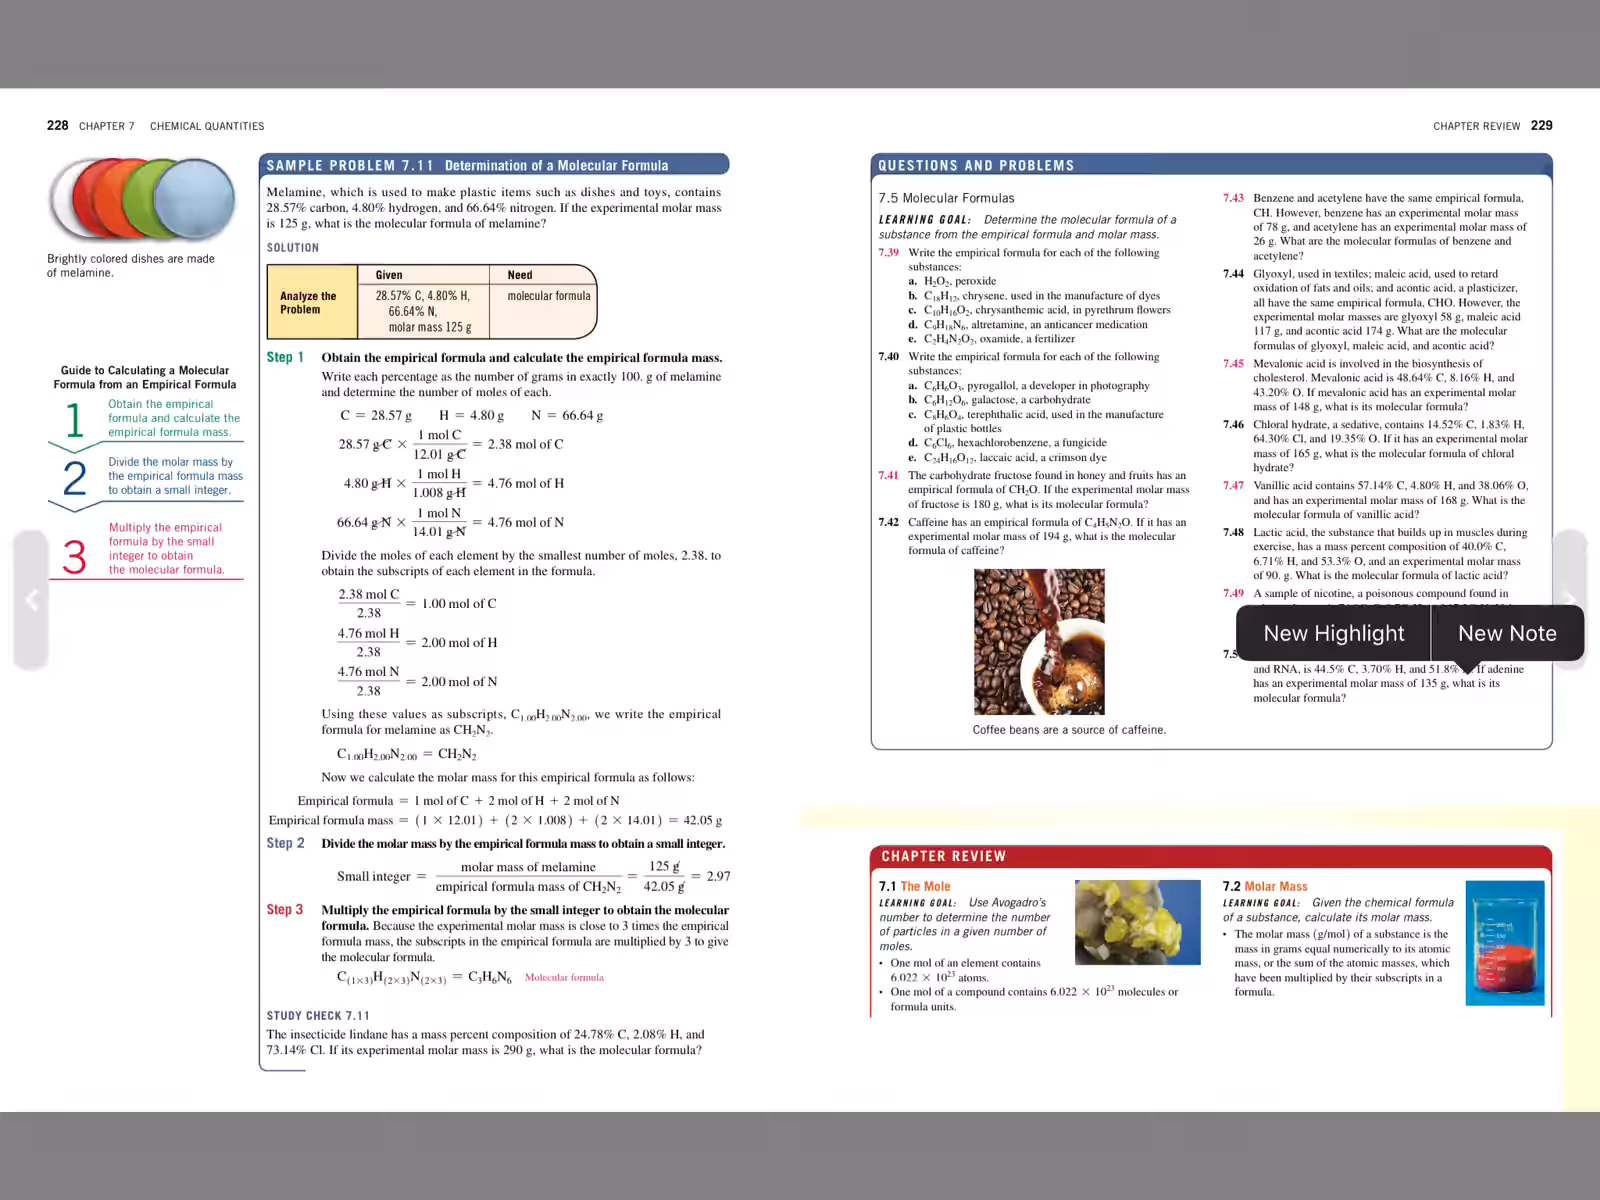 228 CHAPTER 7 CHEMICAL QUANTITIES
Brightly colored dishes are made
of melamine.
Guide to Calculating a Molecular
Formula from an Empirical Formula
1
Obtain the empirical
formula and calculate the
empirical formula mass.
2
Divide the molar mass by
the empirical formula mass
to obtain a small integer.
3
Multiply the empirical
formula by the small
integer to obtain
the molecular formula.
SAMPLE PROBLEM 7.11 Determination of a Molecular Formula
Melamine, which is used to make plastic items such as dishes and toys, contains
28.57% carbon, 4.80% hydrogen, and 66.64% nitrogen. If the experimental molar mass
is 125 g, what is the molecular formula of melamine?
SOLUTION
Given Need
Analyze the Problem
28.57% C, 4.80% H, molecular formula
66.64% N,
molar mass 125 g
Step 1 Obtain the empirical formula and calculate the empirical formula mass.
Write each percentage as the number of grams in exactly 100. g of melamine
and determine the number of moles of each.
C = 28.57 g H = 4.80 g N = 66.64 g
28.57 g C × 1 mol C / 12.01 g C = 2.38 mol of C
4.80 g H × 1 mol H / 1.008 g H = 4.76 mol of H
66.64 g N × 1 mol N / 14.01 g N = 4.76 mol of N
Divide the moles of each element by the smallest number of moles, 2.38, to
obtain the subscripts of each element in the formula.
2.38 mol C / 2.38 = 1.00 mol of C
4.76 mol H / 2.38 = 2.00 mol of H
4.76 mol N / 2.38 = 2.00 mol of N
Using these values as subscripts, C₁.₀₀H₂.₀₀N₂.₀₀, we write the empirical
formula for melamine as CH₂N₂.
C₁.₀₀H₂.₀₀N₂.₀₀ = CH₂N₂
Now we calculate the molar mass for this empirical formula as follows:
Empirical formula = 1 mol of C + 2 mol of H + 2 mol of N
Empirical formula mass = (1 × 12.01) + (2 × 1.008) + (2 × 14.01) = 42.05 g
Step 2 Divide the molar mass by the empirical formula mass to obtain a small integer.
Small integer = molar mass of melamine / empirical formula mass of CH₂N₂ = 125 g / 42.05 g = 2.97
Step 3 Multiply the empirical formula by the small integer to obtain the molecular
formula. Because the experimental molar mass is close to 3 times the empirical
formula mass, the subscripts in the empirical formula are multiplied by 3 to give
the molecular formula.
C₍₁×₃₎H₍₂×₃₎N₍₂×₃₎ = C₃H₆N₆ Molecular formula
STUDY CHECK 7.11
The insecticide lindane has a mass percent composition of 24.78% C, 2.08% H, and
73.14% Cl. If its experimental molar mass is 290 g, what is the molecular formula?
CHAPTER REVIEW 229
QUESTIONS AND PROBLEMS
7.5 Molecular Formulas
LEARNING GOAL: Determine the molecular formula of a
substance from the empirical formula and molar mass.
7.39 Write the empirical formula for each of the following
substances:
a. H₂O₂, peroxide
b. C₁₈H₁₂, chrysene, used in the manufacture of dyes
c. C₁₀H₁₆O₂, chrysanthemic acid, in pyrethrum flowers
d. C₉H₁₈N₆, altretamine, an anticancer medication
e. C₂H₄N₂O₂, oxamide, a fertilizer
7.40 Write the empirical formula for each of the following
substances:
a. C₆H₆O₃, pyrogallol, a developer in photography
b. C₆H₁₂O₆, galactose, a carbohydrate
c. C₈H₆O₄, terephthalic acid, used in the manufacture
of plastic bottles
d. C₆Cl₆, hexachlorobenzene, a fungicide
e. C₂₄H₁₆O₁₂, laccaic acid, a crimson dye
7.41 The carbohydrate fructose found in honey and fruits has an
empirical formula of CH₂O. If the experimental molar mass
of fructose is 180 g, what is its molecular formula?
7.42 Caffeine has an empirical formula of C₄H₅N₂O. If it has an
experimental molar mass of 194 g, what is the molecular
formula of caffeine?
Coffee beans are a source of caffeine.
7.43 Benzene and acetylene have the same empirical formula,
CH. However, benzene has an experimental molar mass
of 78 g, and acetylene has an experimental molar mass of
26 g. What are the molecular formulas of benzene and
acetylene?
7.44 Glyoxyl, used in textiles; maleic acid, used to retard
oxidation of fats and oils; and acontic acid, a plasticizer,
all have the same empirical formula, CHO. However, the
experimental molar masses are glyoxyl 58 g, maleic acid
117 g, and acontic acid 174 g. What are the molecular
formulas of glyoxyl, maleic acid, and acontic acid?
7.45 Mevalonic acid is involved in the biosynthesis of
cholesterol. Mevalonic acid is 48.64% C, 8.16% H, and
43.20% O. If mevalonic acid has an experimental molar
mass of 148 g, what is its molecular formula?
7.46 Chloral hydrate, a sedative, contains 14.52% C, 1.83% H,
64.30% Cl, and 19.35% O. If it has an experimental molar
mass of 165 g, what is the molecular formula of chloral
hydrate?
7.47 Vanillic acid contains 57.14% C, 4.80% H, and 38.06% O,
and has an experimental molar mass of 168 g. What is the
molecular formula of vanillic acid?
7.48 Lactic acid, the substance that builds up in muscles during
exercise, has a mass percent composition of 40.0% C,
6.71% H, and 53.3% O, and an experimental molar mass
of 90. g. What is the molecular formula of lactic acid?
7.49 A sample of nicotine, a poisonous compound found in
New Highlight New Note
and RNA, is 44.5% C, 3.70% H, and 51.8% If adenine
has an experimental molar mass of 135 g, what is its
molecular formula?
CHAPTER REVIEW
7.1 The Mole
LEARNING GOAL: Use Avogadro's
number to determine the number
of particles in a given number of
moles.
• One mol of an element contains
6.022 × 10²³ atoms.
• One mol of a compound contains 6.022 × 10²³ molecules or
formula units.
7.2 Molar Mass
LEARNING GOAL: Given the chemical formula
of a substance, calculate its molar mass.
• The molar mass (g/mol) of a substance is the
mass in grams equal numerically to its atomic
mass, or the sum of the atomic masses, which
have been multiplied by their subscripts in a
formula.